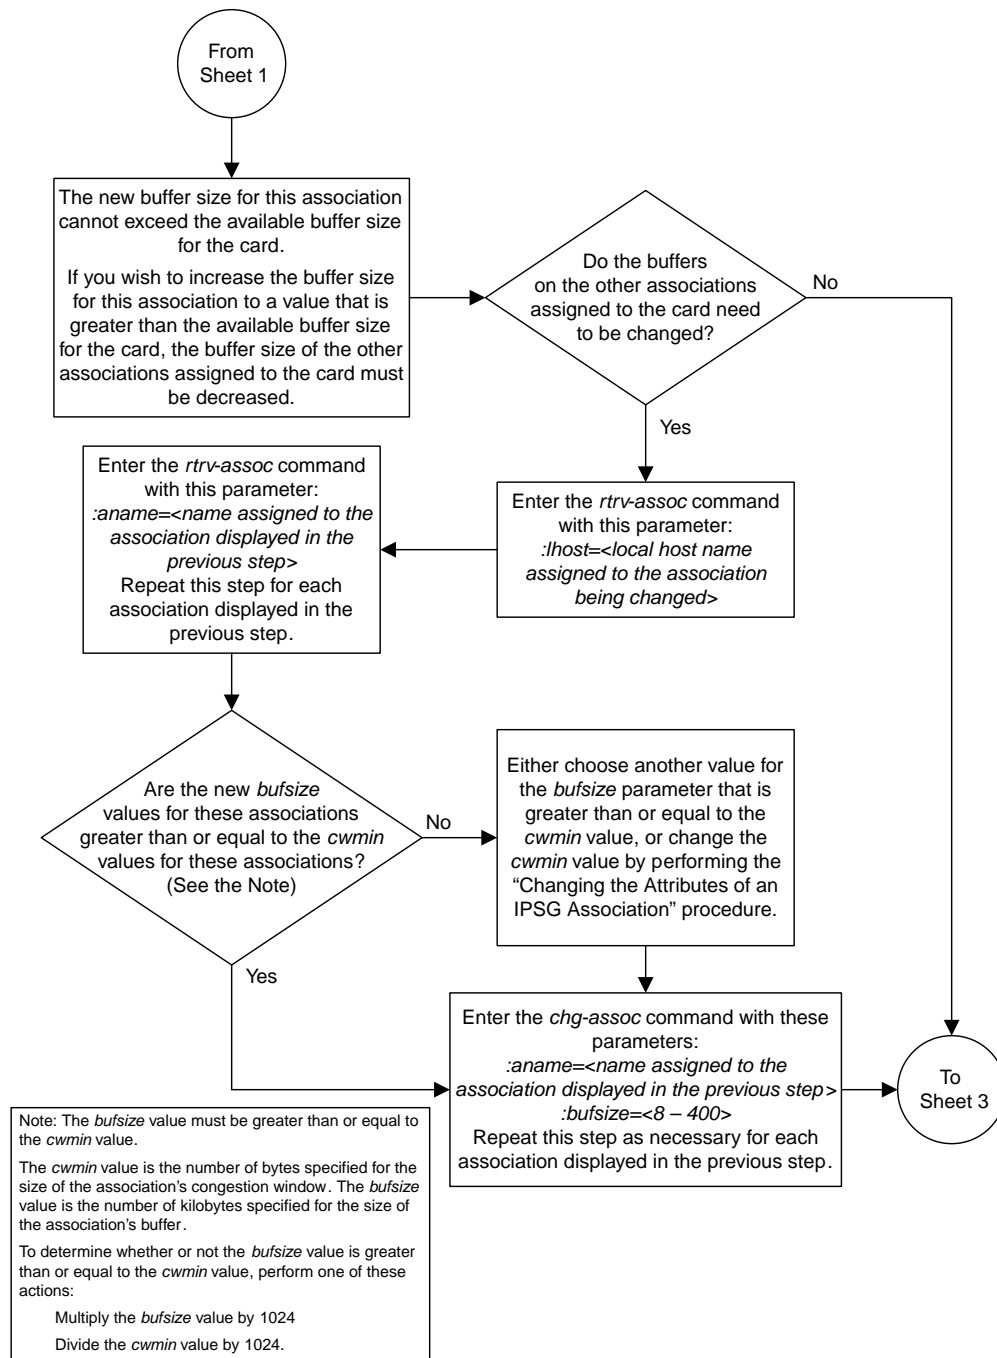 From
Sheet 1
The new buffer size for this association
cannot exceed the available buffer size
for the card.
If you wish to increase the buffer size
for this association to a value that is
greater than the available buffer size
for the card, the buffer size of the other
associations assigned to the card must
be decreased.
Do the buffers
on the other associations
assigned to the card need
to be changed?
No
Yes
Enter the rtrv-assoc command
with this parameter:
:lhost=<local host name
assigned to the association
being changed>
Enter the rtrv-assoc command
with this parameter:
:aname=<name assigned to the
association displayed in the
previous step>
Repeat this step for each
association displayed in the
previous step.
Are the new bufsize
values for these associations
greater than or equal to the cwmin
values for these associations?
(See the Note)
No
Yes
Either choose another value for
the bufsize parameter that is
greater than or equal to the
cwmin value, or change the
cwmin value by performing the
“Changing the Attributes of an
IPSG Association” procedure.
Enter the chg-assoc command with these
parameters:
:aname=<name assigned to the
association displayed in the previous step>
:bufsize=<8 – 400>
Repeat this step as necessary for each
association displayed in the previous step.
To
Sheet 3
Note: The bufsize value must be greater than or equal to
the cwmin value.
The cwmin value is the number of bytes specified for the
size of the association’s congestion window. The bufsize
value is the number of kilobytes specified for the size of
the association’s buffer.
To determine whether or not the bufsize value is greater
than or equal to the cwmin value, perform one of these
actions:
Multiply the bufsize value by 1024
Divide the cwmin value by 1024.